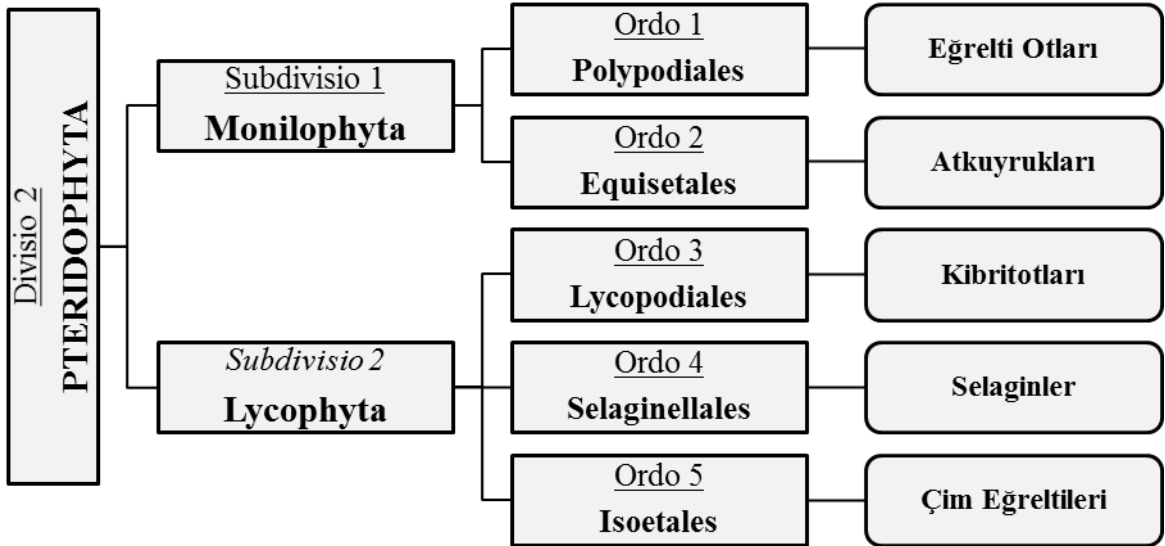 Divisio 2
PTERIDOPHYTA
Subdivisio 1
Monilophyta
Ordo 1
Polypodiales
Eğrelti Otları
Ordo 2
Equisetales
Atkuyrukları
Subdivisio 2
Lycophyta
Ordo 3
Lycopodiales
Kibritotları
Ordo 4
Selaginellales
Selaginler
Ordo 5
Isoetales
Çim Eğreltileri